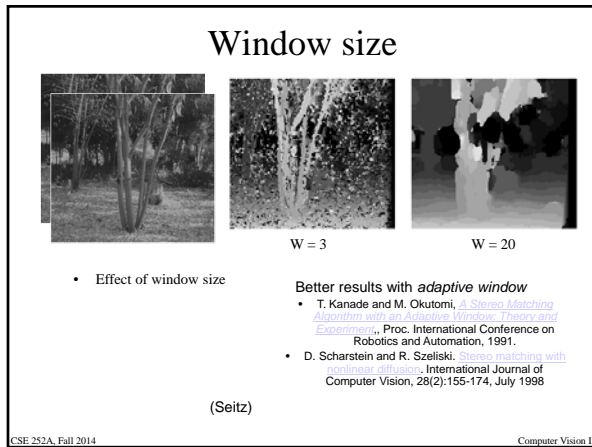 Window size
W = 3
W = 20
• Effect of window size
Better results with adaptive window
• T. Kanade and M. Okutomi, A Stereo Matching
Algorithm with an Adaptive Window: Theory and
Experiment,, Proc. International Conference on
Robotics and Automation, 1991.
• D. Scharstein and R. Szeliski. Stereo matching with
nonlinear diffusion. International Journal of
Computer Vision, 28(2):155-174, July 1998
(Seitz)
CSE 252A, Fall 2014
Computer Vision I